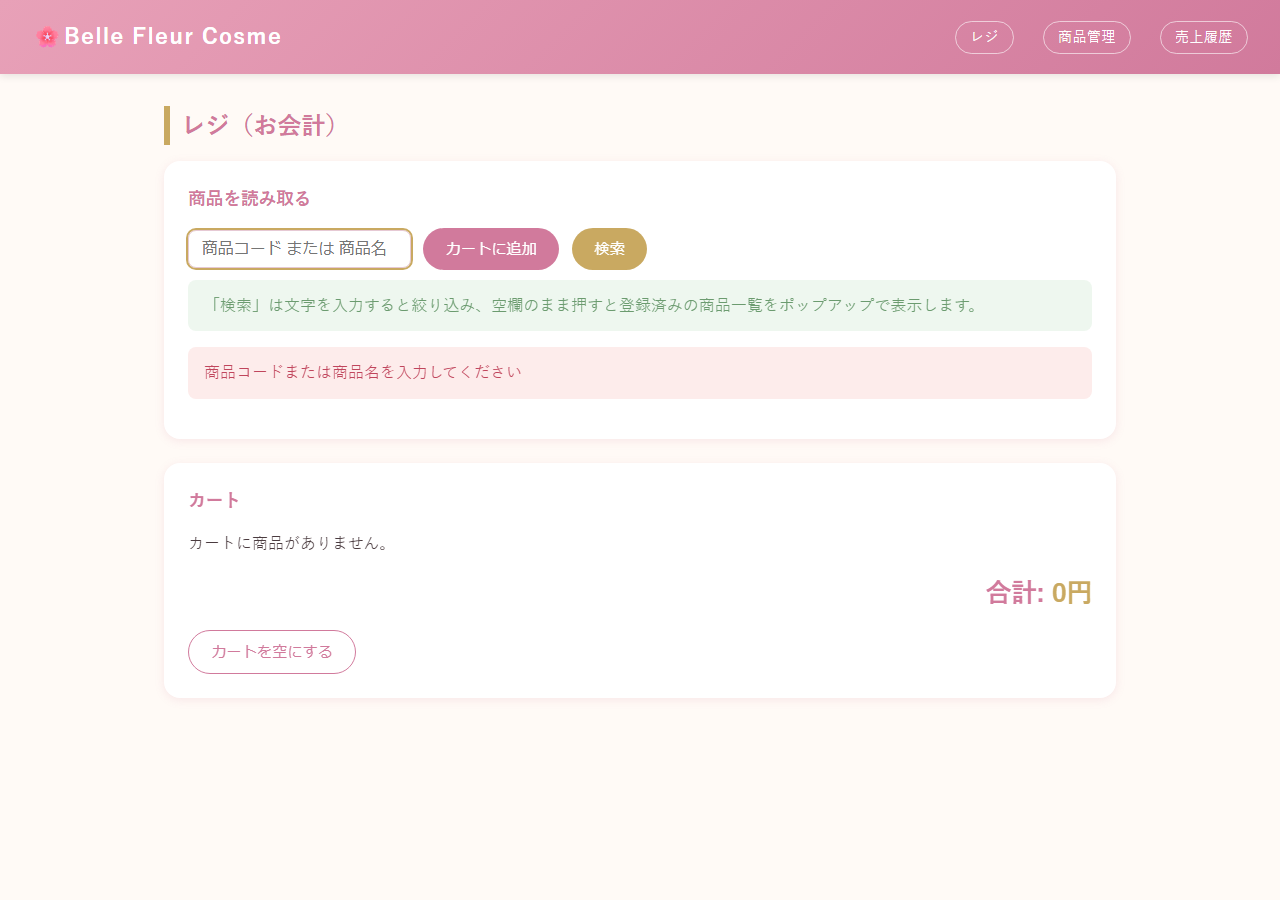 🌸 Belle Fleur Cosme
レジ
商品管理
売上履歴
レジ（お会計）
商品を読み取る
商品コード または 商品名
カートに追加
検索
「検索」は文字を入力すると絞り込み、空欄のまま押すと登録済みの商品一覧をポップアップで表示します。
商品コードまたは商品名を入力してください
カート
カートに商品がありません。
合計: 0円
カートを空にする